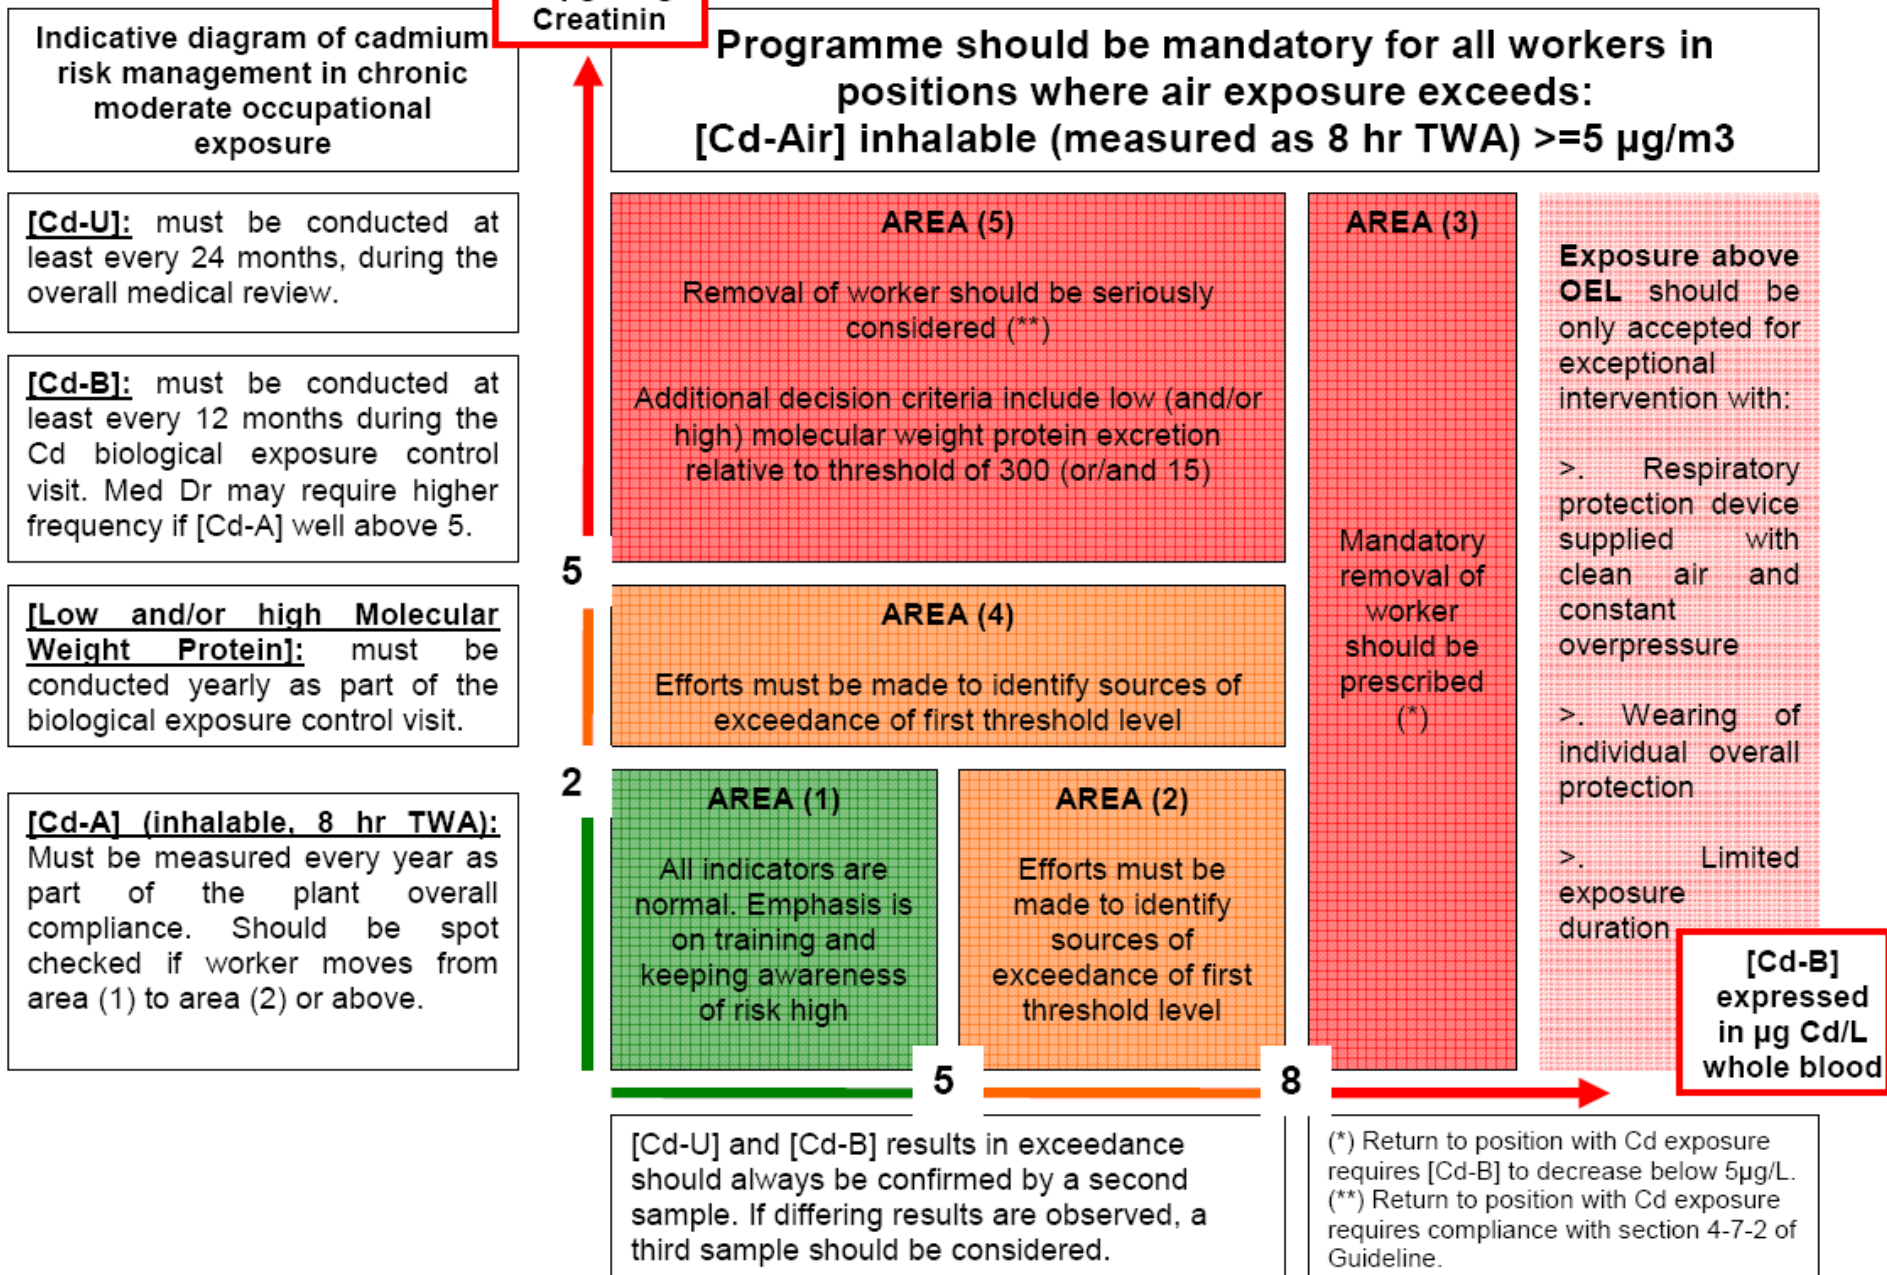 Creatinin
Indicative diagram of cadmium
risk management in chronic
moderate occupational
exposure
Programme should be mandatory for all workers in
positions where air exposure exceeds:
[Cd-Air] inhalable (measured as 8 hr TWA) >=5 µg/m3
[Cd-U]: must be conducted at
least every 24 months, during the
overall medical review.
[Cd-B]: must be conducted at
least every 12 months during the
Cd biological exposure control
visit. Med Dr may require higher
frequency if [Cd-A] well above 5.
[Low and/or high Molecular
Weight Protein]: must be
conducted yearly as part of the
biological exposure control visit.
[Cd-A] (inhalable, 8 hr TWA):
Must be measured every year as
part of the plant overall
compliance. Should be spot
checked if worker moves from
area (1) to area (2) or above.
5
2
AREA (5)
Removal of worker should be seriously
considered (**)
Additional decision criteria include low (and/or
high) molecular weight protein excretion
relative to threshold of 300 (or/and 15)
AREA (4)
Efforts must be made to identify sources of
exceedance of first threshold level
AREA (1)
All indicators are
normal. Emphasis is
on training and
keeping awareness
of risk high
AREA (2)
Efforts must be
made to identify
sources of
exceedance of first
threshold level
AREA (3)
Mandatory
removal of
worker
should be
prescribed
(*)
Exposure above
OEL should be
only accepted for
exceptional
intervention with:
>. Respiratory
protection device
supplied with
clean air and
constant
overpressure
>. Wearing of
individual overall
protection
>. Limited
exposure
duration
[Cd-B]
expressed
in µg Cd/L
whole blood
5
8
[Cd-U] and [Cd-B] results in exceedance
should always be confirmed by a second
sample. If differing results are observed, a
third sample should be considered.
(*) Return to position with Cd exposure
requires [Cd-B] to decrease below 5µg/L.
(**) Return to position with Cd exposure
requires compliance with section 4-7-2 of
Guideline.